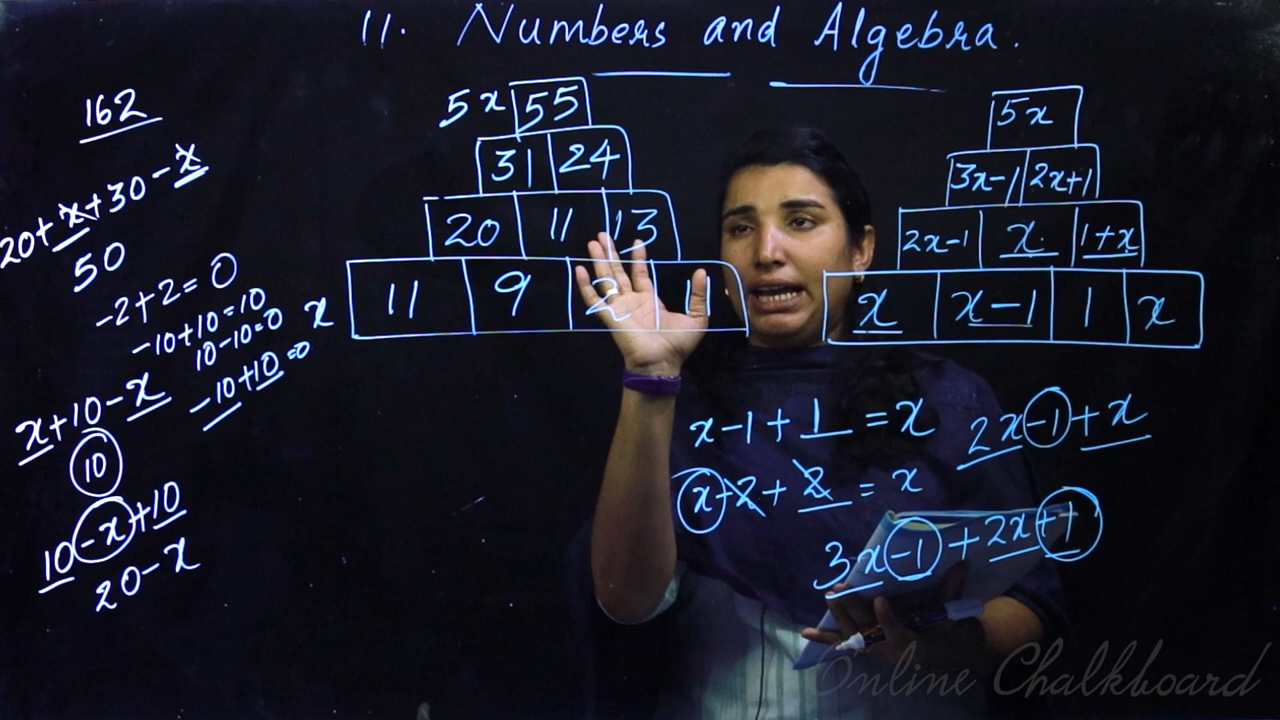 11. Numbers and Algebra.
162
20+x+30-x
50
-2+2=0
-10+10=10
10-10=0
-10+10=0
x+10-x
10
10-x+10
20-x
5x 55
31 24
20 11 13
x 11 9 2 11
5x
3x-1 2x+1
2x-1 x. 1+x
x x-1 1 x
x-1+1=x
2x-1+x
x-2+2=x
3x-1+2x+1
Online Chalkboard